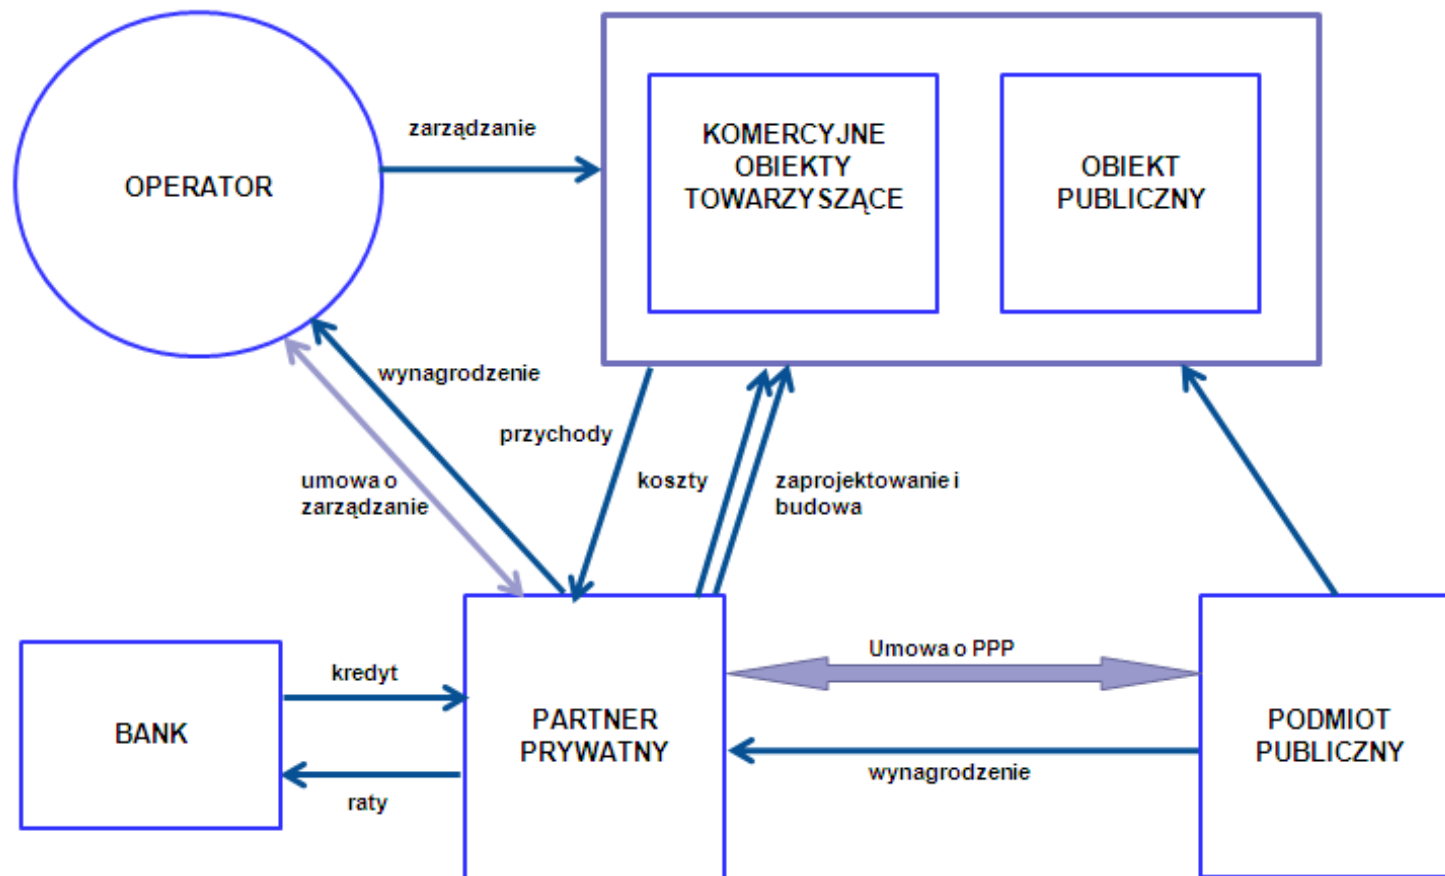 zarządzanie
OPERATOR
KOMERCYJNE
OBIEKTY
TOWARZYSZĄCE
OBIEKT
PUBLICZNY
wynagrodzenie
przychody
umowa o
zarządzanie
koszty
zaprojektowanie i
budowa
kredyt
BANK
raty
PARTNER
PRYWATNY
Umowa o PPP
wynagrodzenie
PODMIOT
PUBLICZNY